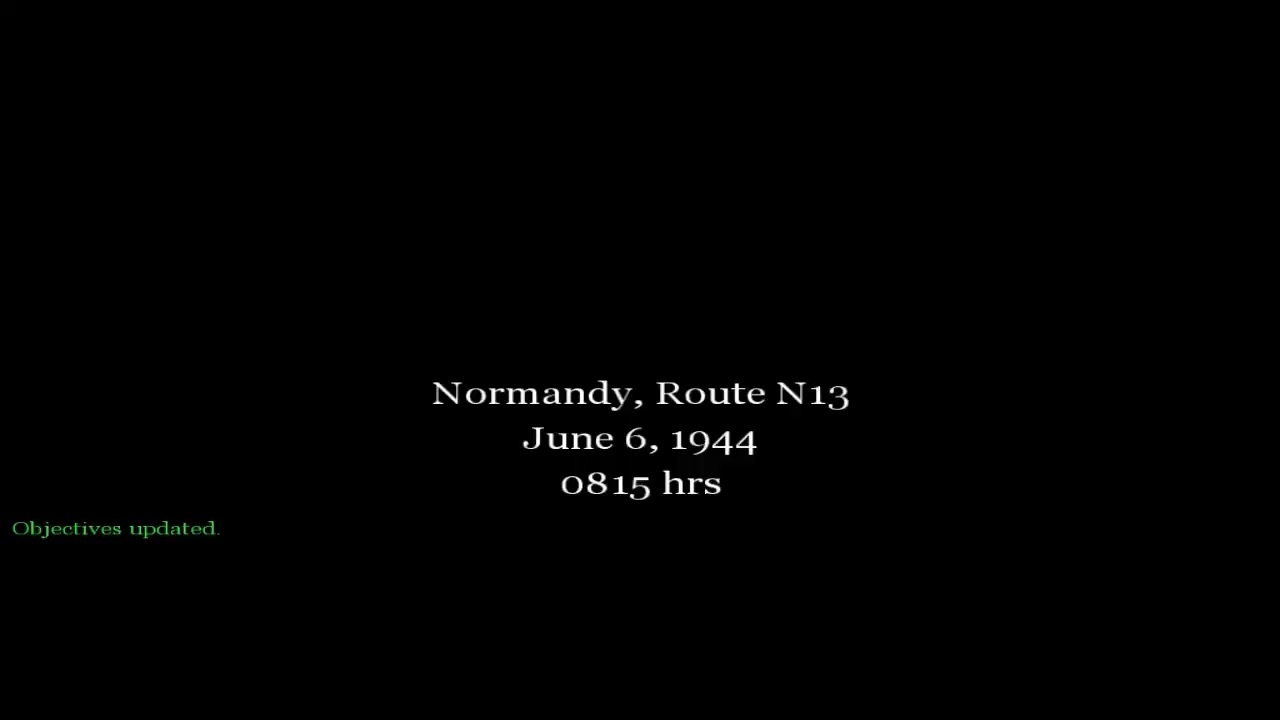 Normandy, Route N13
June 6, 1944
0815 hrs
Objectives updated.